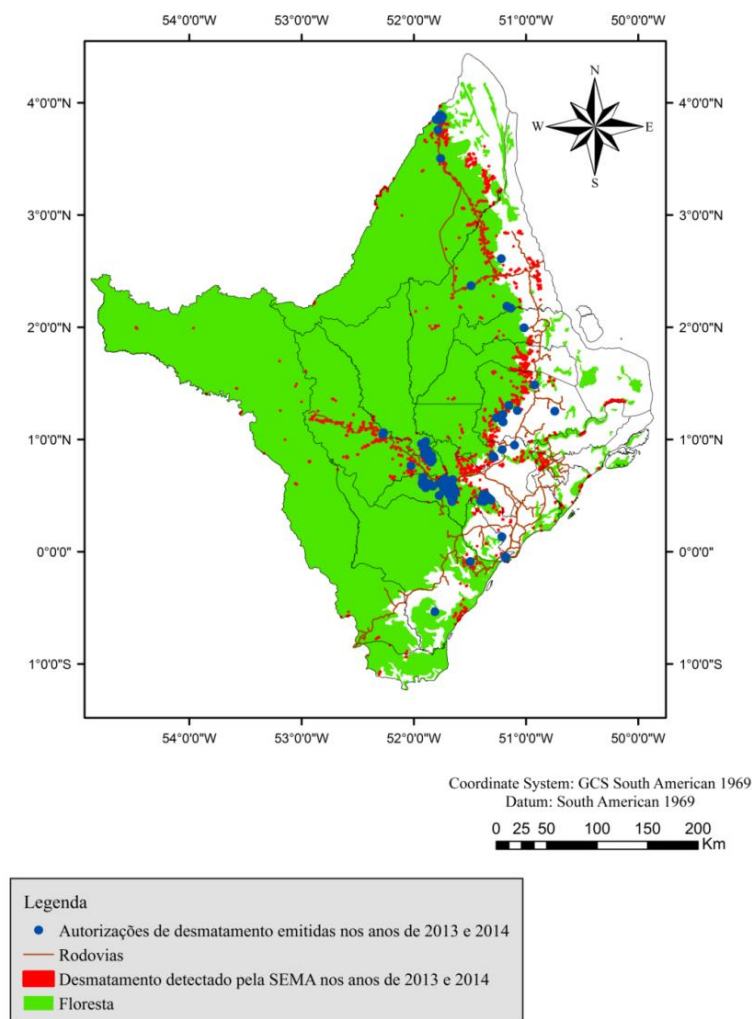 54°0'0"W 53°0'0"W 52°0'0"W 51°0'0"W 50°0'0"W
N
W E
S
4°0'0"N 4°0'0"N
3°0'0"N 3°0'0"N
2°0'0"N 2°0'0"N
1°0'0"N 1°0'0"N
0°0'0" 0°0'0"
1°0'0"S 1°0'0"S
54°0'0"W 53°0'0"W 52°0'0"W 51°0'0"W 50°0'0"W
Coordinate System: GCS South American 1969
Datum: South American 1969
0 25 50 100 150 200
Km
Legenda
Autorizações de desmatamento emitidas nos anos de 2013 e 2014
Rodovias
Desmatamento detectado pela SEMA nos anos de 2013 e 2014
Floresta